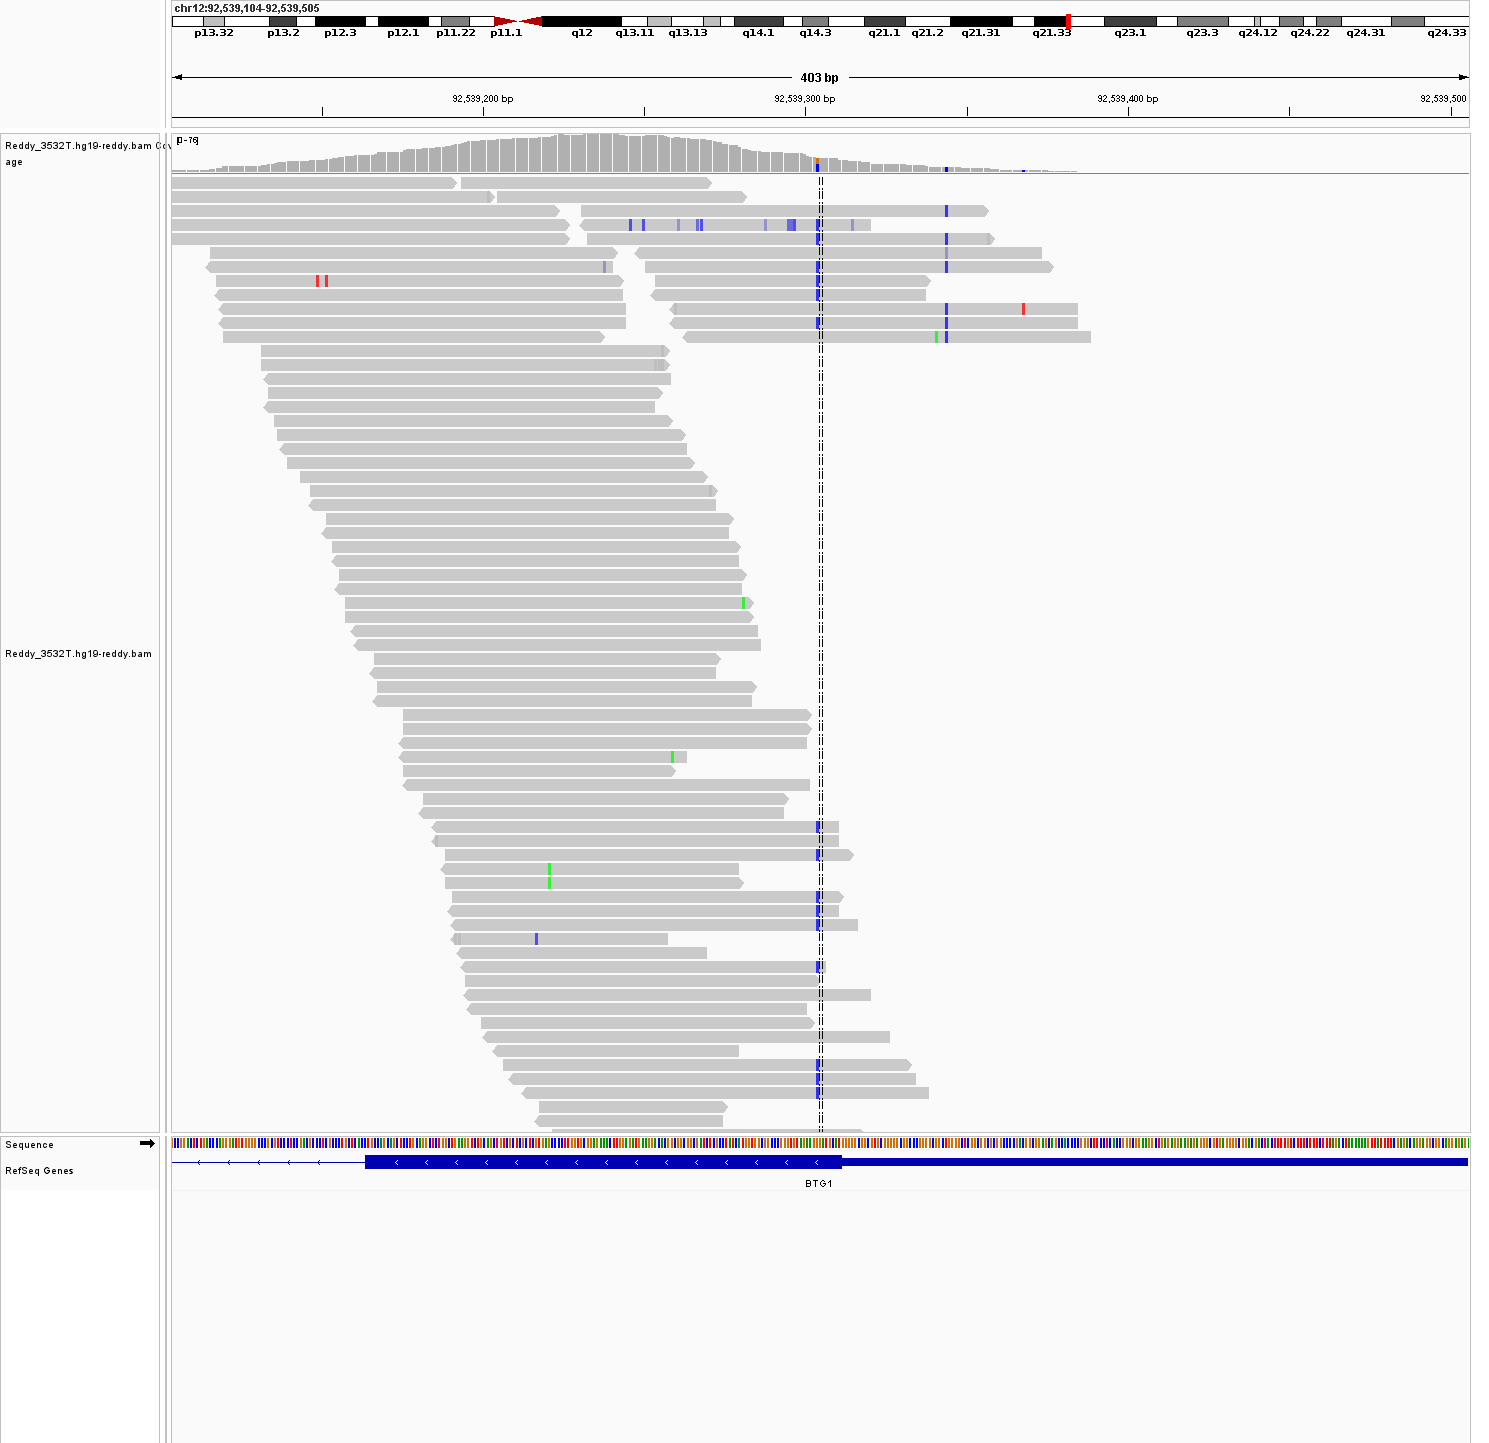 chr12:92,539,104-92,539,505
p13.32 p13.2 p12.3 p12.1 p11.22 p11.1 q12 q13.11 q13.13 q14.1 q14.3 q21.1 q21.2 q21.31 q21.33 q23.1 q23.3 q24.12 q24.22 q24.31 q24.33
403 bp
92,539,200 bp 92,539,300 bp 92,539,400 bp 92,539,500
[0 - 76]
Reddy_3532T.hg19-reddy.bam Cov
age
Reddy_3532T.hg19-reddy.bam
Sequence
RefSeq Genes
BTG1